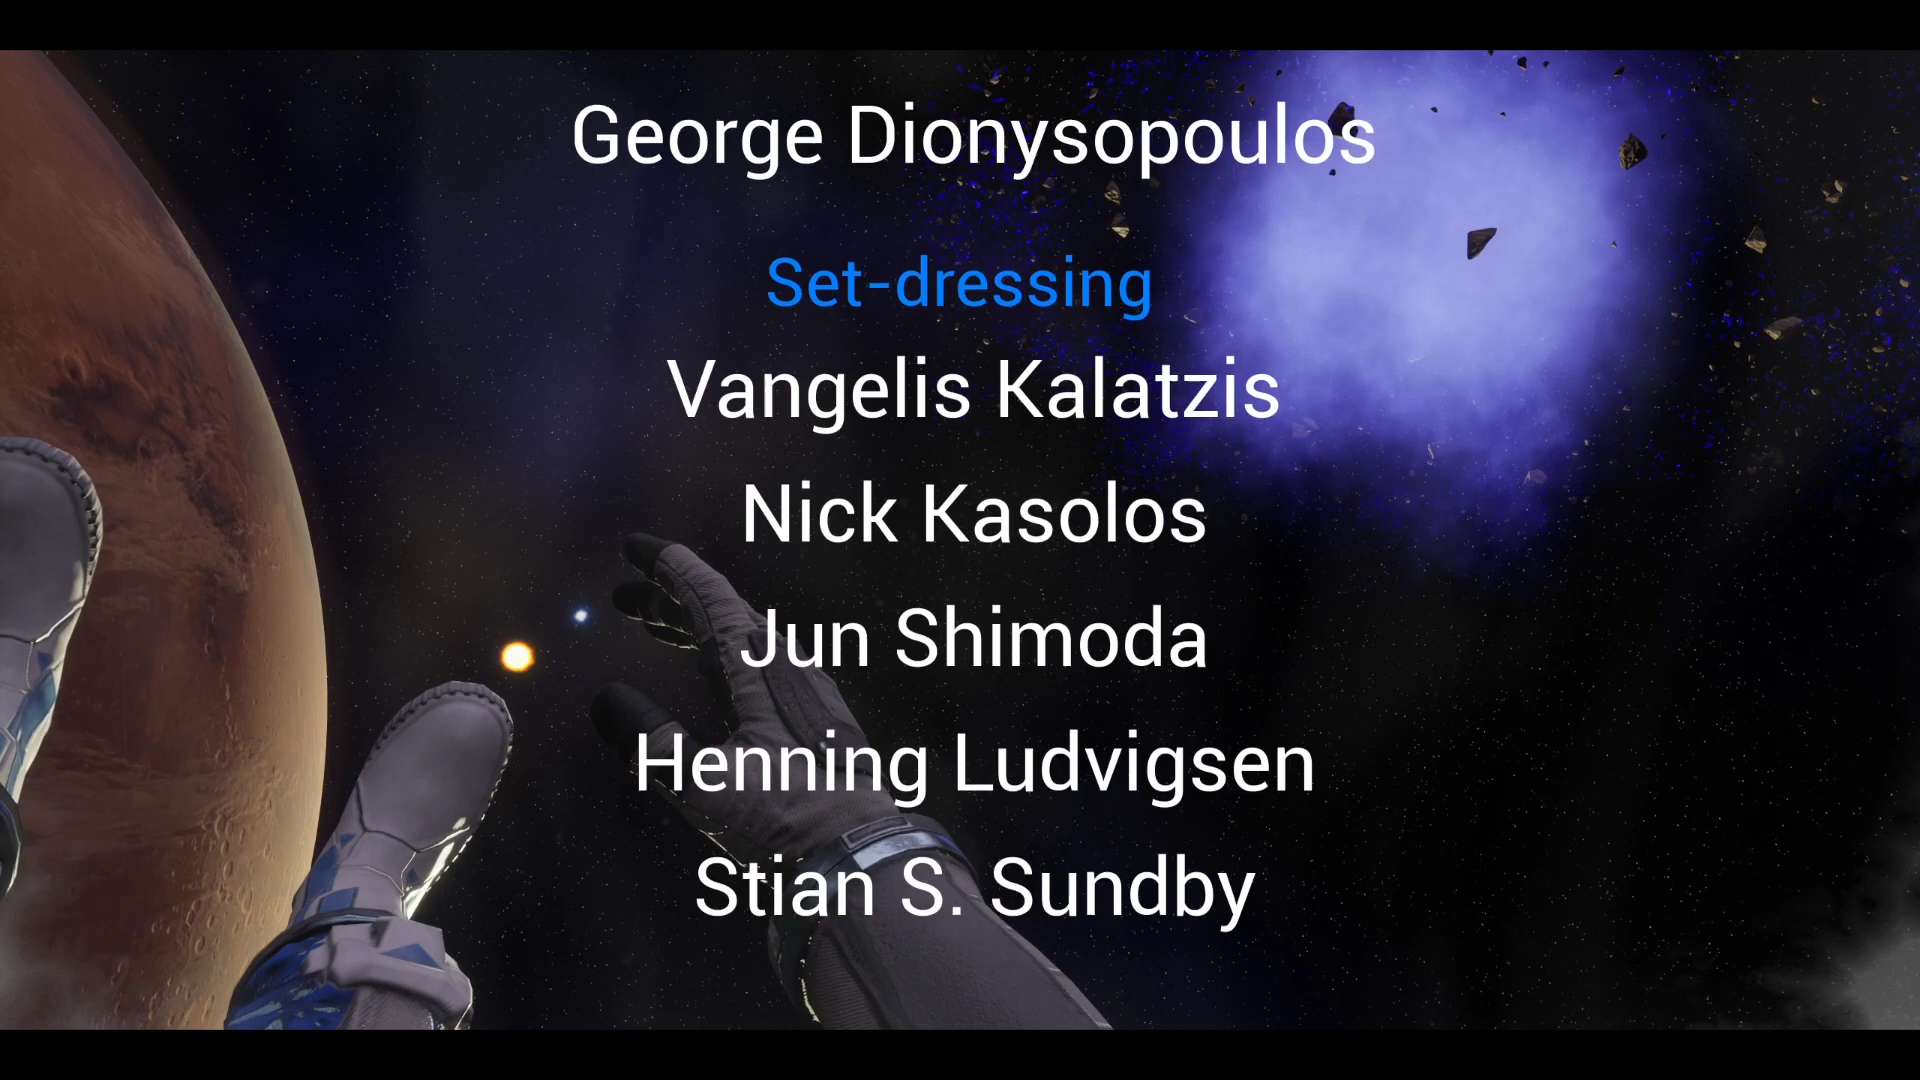 George Dionysopoulos
Set-dressing
Vangelis Kalatzis
Nick Kasolos
Jun Shimoda
Henning Ludvigsen
Stian S. Sundby